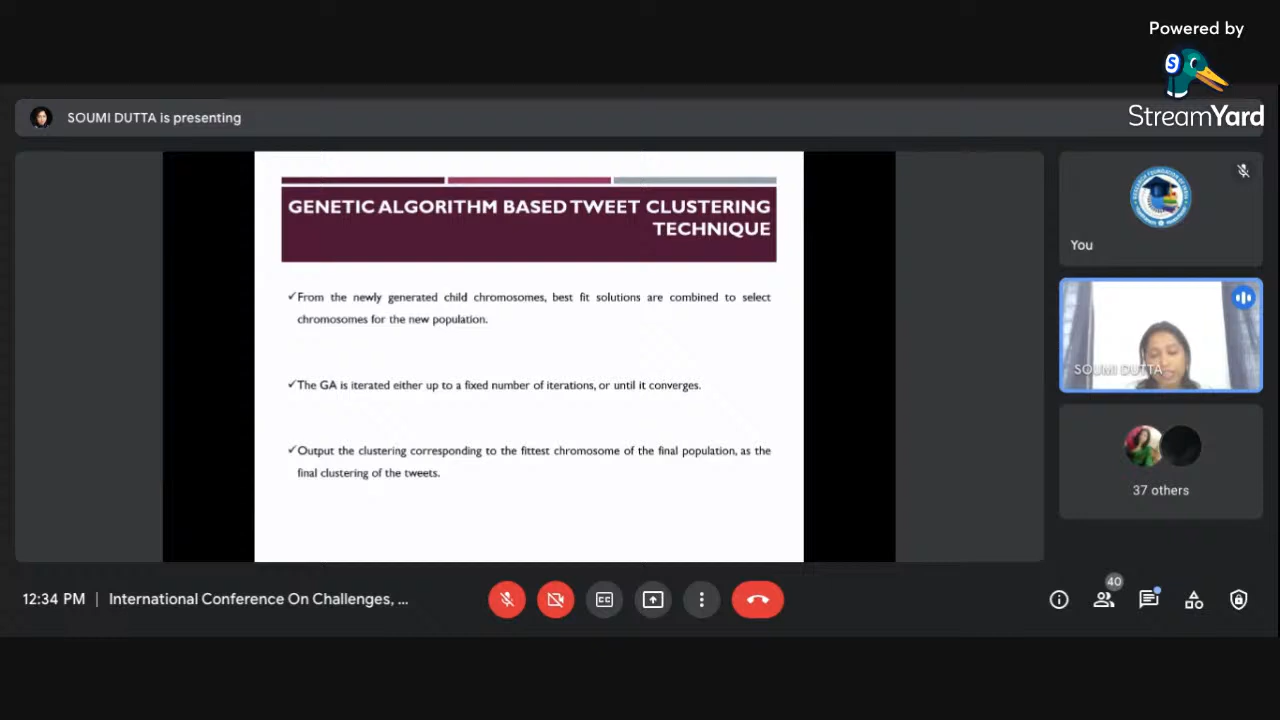 Powered by
StreamYard
SOUMI DUTTA is presenting
GENETIC ALGORITHM BASED TWEET CLUSTERING
TECHNIQUE
✓From the newly generated child chromosomes, best fit solutions are combined to select
chromosomes for the new population.
✓The GA is iterated either up to a fixed number of iterations, or until it converges.
✓Output the clustering corresponding to the fittest chromosome of the final population, as the
final clustering of the tweets.
You
SOUMI DUTTA
37 others
12:34 PM | International Conference On Challenges, ...
CC
40